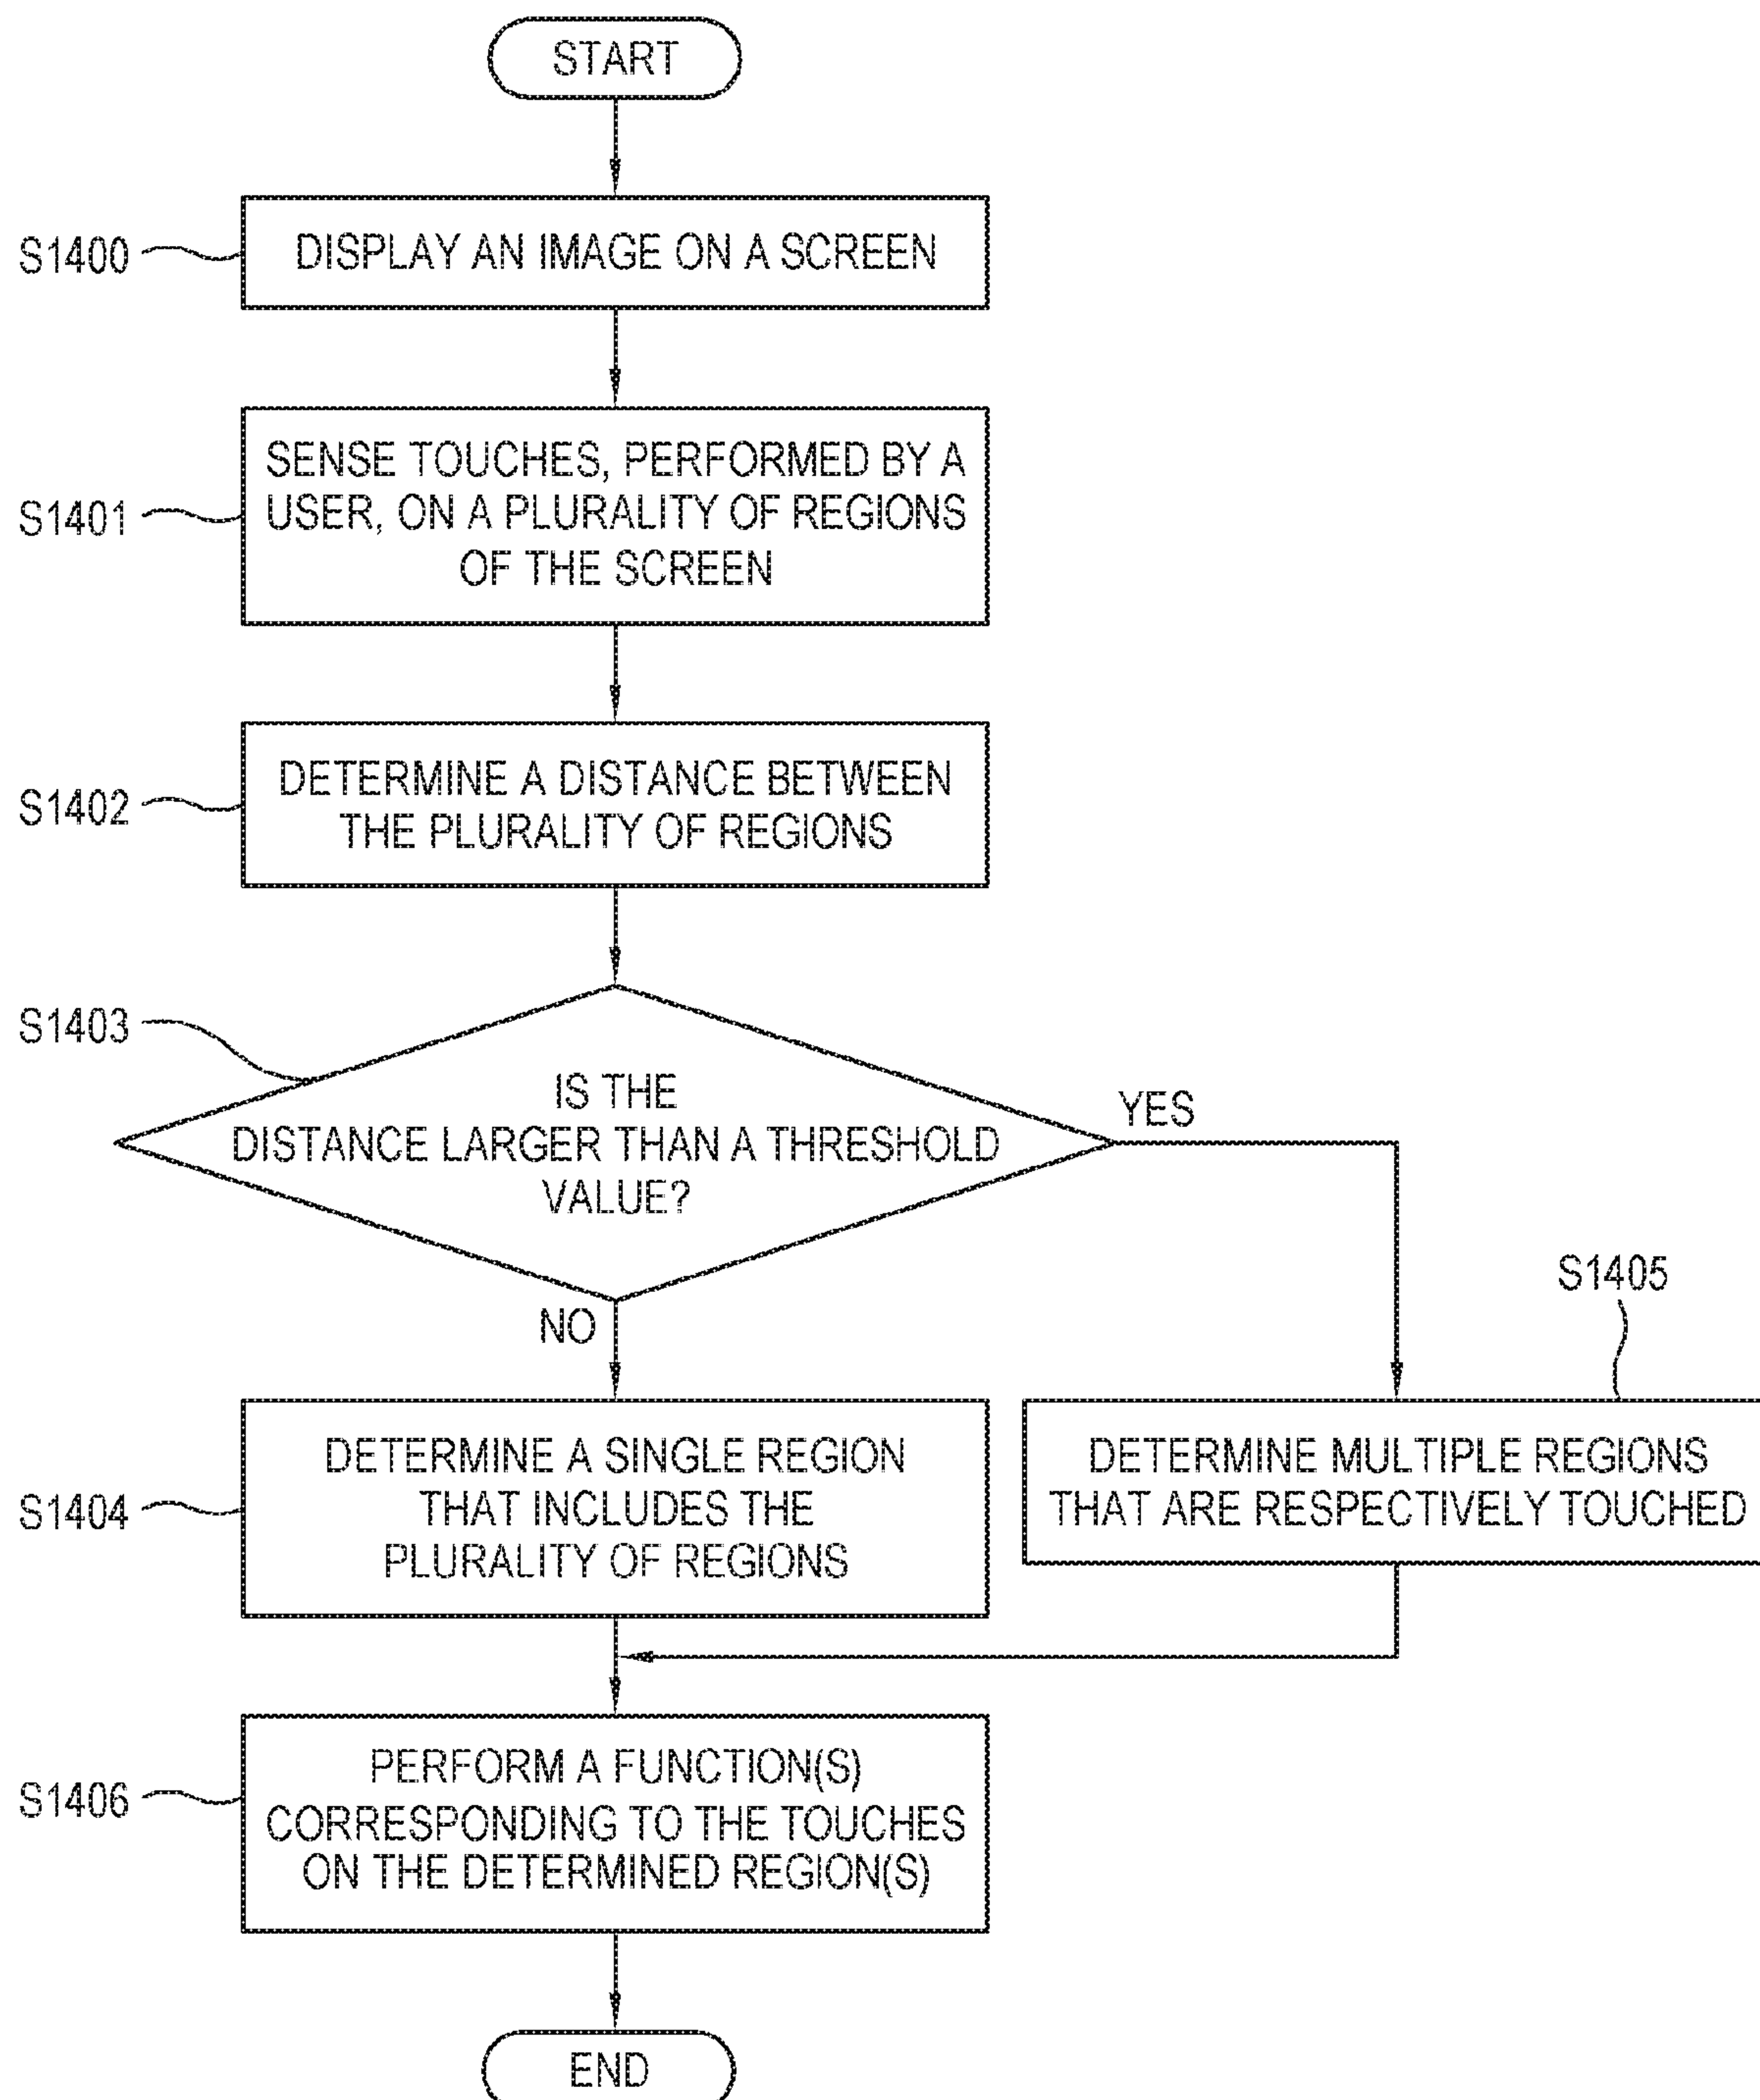 START
S1400
DISPLAY AN IMAGE ON A SCREEN
S1401
SENSE TOUCHES, PERFORMED BY A
USER, ON A PLURALITY OF REGIONS
OF THE SCREEN
S1402
DETERMINE A DISTANCE BETWEEN
THE PLURALITY OF REGIONS
S1403
IS THE
DISTANCE LARGER THAN A THRESHOLD
VALUE?
YES
NO
S1404
DETERMINE A SINGLE REGION
THAT INCLUDES THE
PLURALITY OF REGIONS
S1405
DETERMINE MULTIPLE REGIONS
THAT ARE RESPECTIVELY TOUCHED
S1406
PERFORM A FUNCTION(S)
CORRESPONDING TO THE TOUCHES
ON THE DETERMINED REGION(S)
END